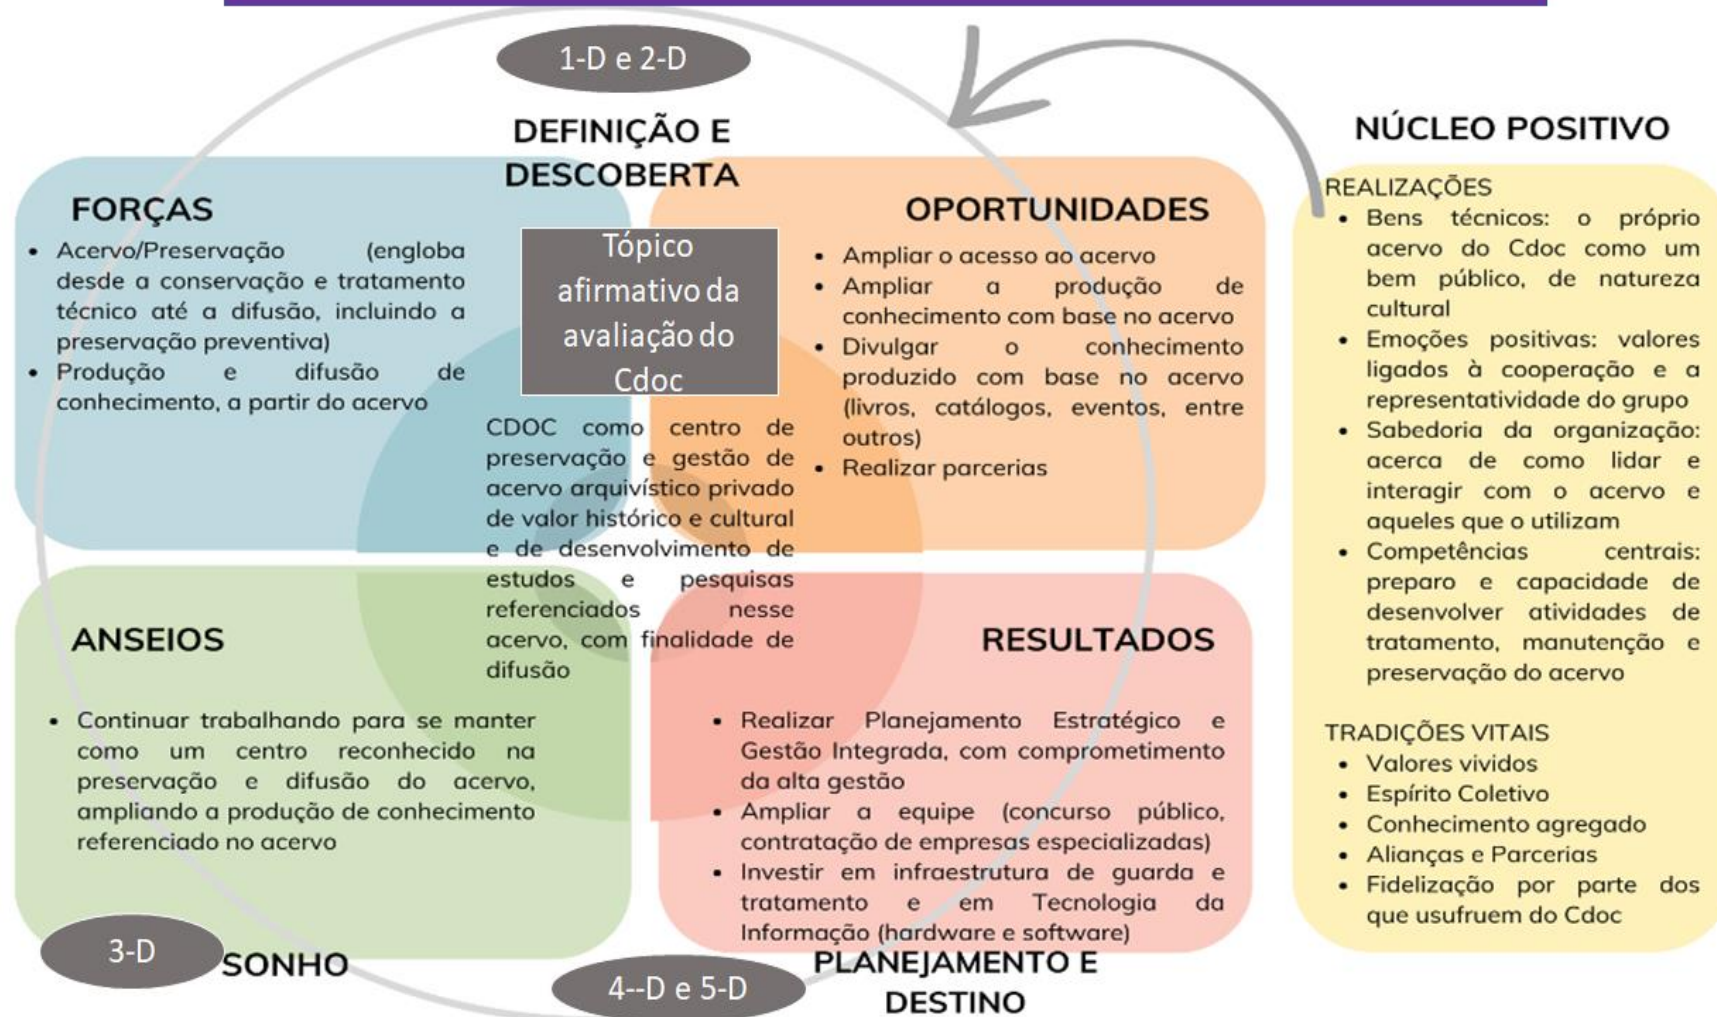 1-D e 2-D
DEFINIÇÃO E
DESCOBERTA
FORÇAS
• Acervo/Preservação (engloba
desde a conservação e tratamento
técnico até a difusão, incluindo a
preservação preventiva)
• Produção e difusão de
conhecimento, a partir do acervo
Tópico
afirmativo da
avaliação do
Cdoc
CDOC como centro de
preservação e gestão de
acervo arquivístico privado
de valor histórico e cultural
e de desenvolvimento de
estudos e pesquisas
referenciados nesse
acervo, com finalidade de
difusão
OPORTUNIDADES
• Ampliar o acesso ao acervo
• Ampliar a produção de
conhecimento com base no acervo
• Divulgar o conhecimento
produzido com base no acervo
(livros, catálogos, eventos, entre
outros)
• Realizar parcerias
ANSEIOS
• Continuar trabalhando para se manter
como um centro reconhecido na
preservação e difusão do acervo,
ampliando a produção de conhecimento
referenciado no acervo
RESULTADOS
• Realizar Planejamento Estratégico e
Gestão Integrada, com comprometimento
da alta gestão
• Ampliar a equipe (concurso público,
contratação de empresas especializadas)
• Investir em infraestrutura de guarda e
tratamento e em Tecnologia da
Informação (hardware e software)
3-D
SONHO
4--D e 5-D
PLANEJAMENTO E
DESTINO
NÚCLEO POSITIVO
REALIZAÇÕES
• Bens técnicos: o próprio
acervo do Cdoc como um
bem público, de natureza
cultural
• Emoções positivas: valores
ligados à cooperação e a
representatividade do grupo
• Sabedoria da organização:
acerca de como lidar e
interagir com o acervo e
aqueles que o utilizam
• Competências centrais:
preparo e capacidade de
desenvolver atividades de
tratamento, manutenção e
preservação do acervo
TRADIÇÕES VITAIS
• Valores vividos
• Espírito Coletivo
• Conhecimento agregado
• Alianças e Parcerias
• Fidelização por parte dos
que usufruem do Cdoc